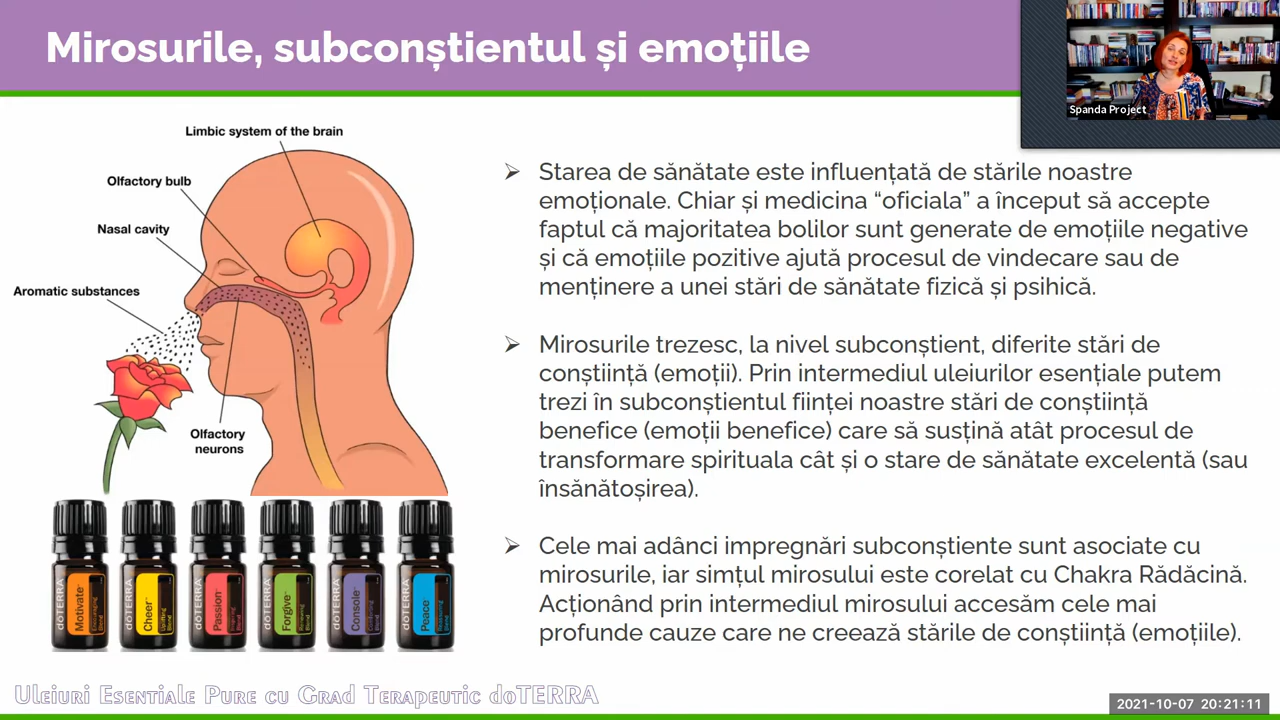 Mirosurile, subconștientul și emoțiile
Spanda Project
Limbic system of the brain
Olfactory bulb
Nasal cavity
Aromatic substances
Olfactory
neurons
Starea de sănătate este influențată de stările noastre
emoționale. Chiar și medicina “oficiala” a început să accepte
faptul că majoritatea bolilor sunt generate de emoțiile negative
și că emoțiile pozitive ajută procesul de vindecare sau de
menținere a unei stări de sănătate fizică și psihică.
Mirosurile trezesc, la nivel subconștient, diferite stări de
conștiință (emoții). Prin intermediul uleiurilor esențiale putem
trezi în subconștientul ființei noastre stări de conștiință
benefice (emoții benefice) care să susțină atât procesul de
transformare spirituala cât și o stare de sănătate excelentă (sau
însănătoșirea).
Cele mai adânci impregnări subconștiente sunt asociate cu
mirosurile, iar simțul mirosului este corelat cu Chakra Rădăcină.
Acționând prin intermediul mirosului accesăm cele mai
profunde cauze care ne creează stările de conștiință (emoțiile).
dōTERRA Motivate
dōTERRA Cheer
dōTERRA Passion
dōTERRA Forgive
dōTERRA Console
dōTERRA Peace
Uleiuri Esentiale Pure cu Grad Terapeutic doTERRA
2021-10-07 20:21:11